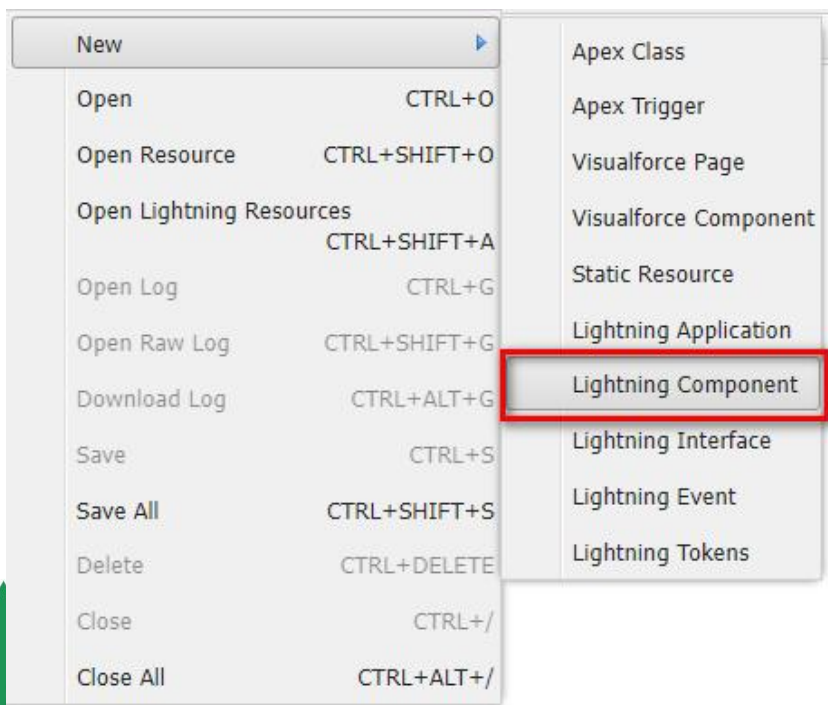 New
Open CTRL+O
Open Resource CTRL+SHIFT+O
Open Lightning Resources
CTRL+SHIFT+A
Open Log CTRL+G
Open Raw Log CTRL+SHIFT+G
Download Log CTRL+ALT+G
Save CTRL+S
Save All CTRL+SHIFT+S
Delete CTRL+DELETE
Close CTRL+/
Close All CTRL+ALT+/
Apex Class
Apex Trigger
Visualforce Page
Visualforce Component
Static Resource
Lightning Application
Lightning Component
Lightning Interface
Lightning Event
Lightning Tokens